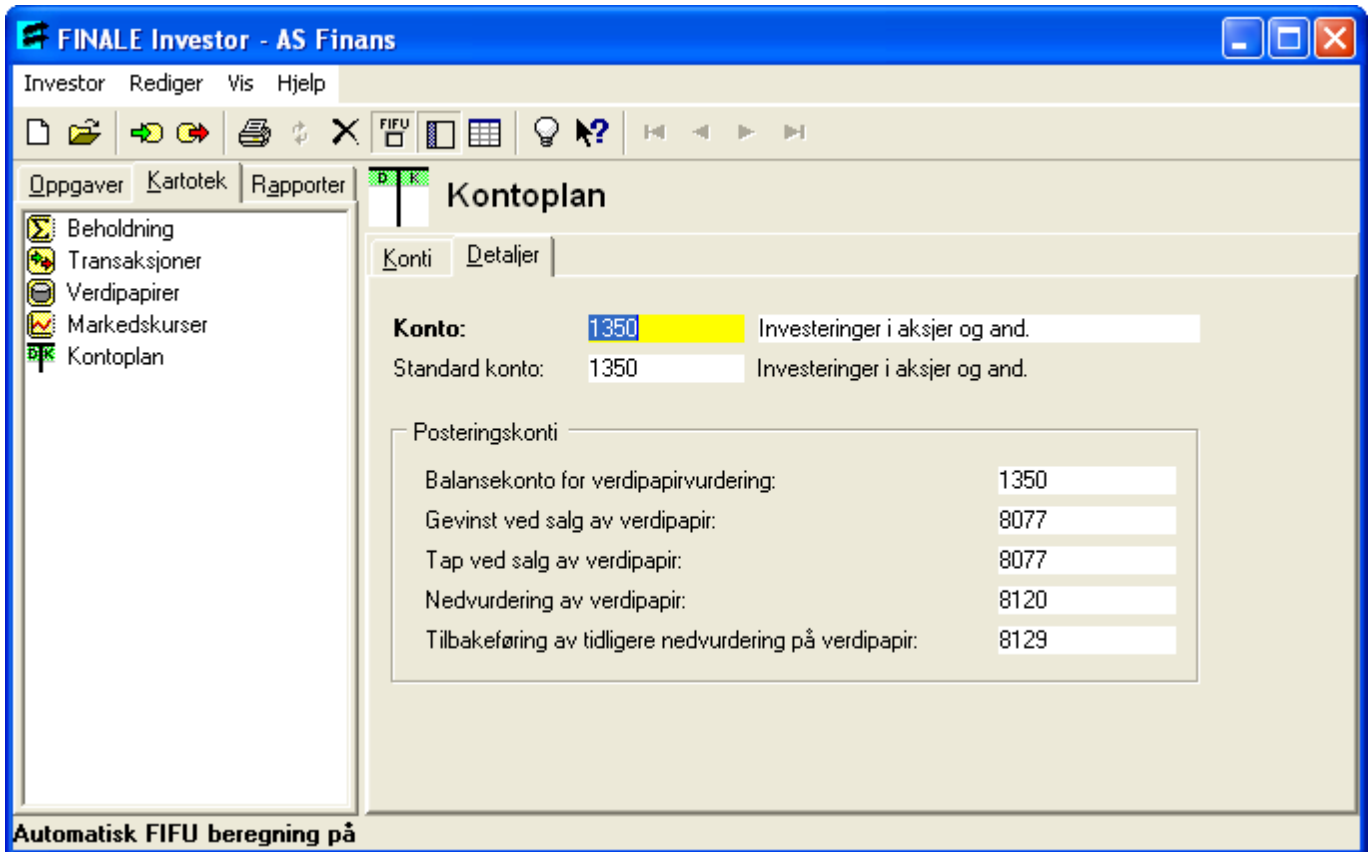 FINALE Investor - AS Finans
Investor Rediger Vis Hjelp
FIFU
Oppgaver Kartotek Rapporter
D K Kontoplan
Beholdning
Transaksjoner
Verdipapirer
Markedskurser
D K Kontoplan
Konti Detaljer
Konto: 1350 Investeringer i aksjer og and.
Standard konto: 1350 Investeringer i aksjer og and.
Posteringskonti
Balansekonto for verdipapirvurdering: 1350
Gevinst ved salg av verdipapir: 8077
Tap ved salg av verdipapir: 8077
Nedvurdering av verdipapir: 8120
Tilbakeføring av tidligere nedvurdering på verdipapir: 8129
Automatisk FIFU beregning på